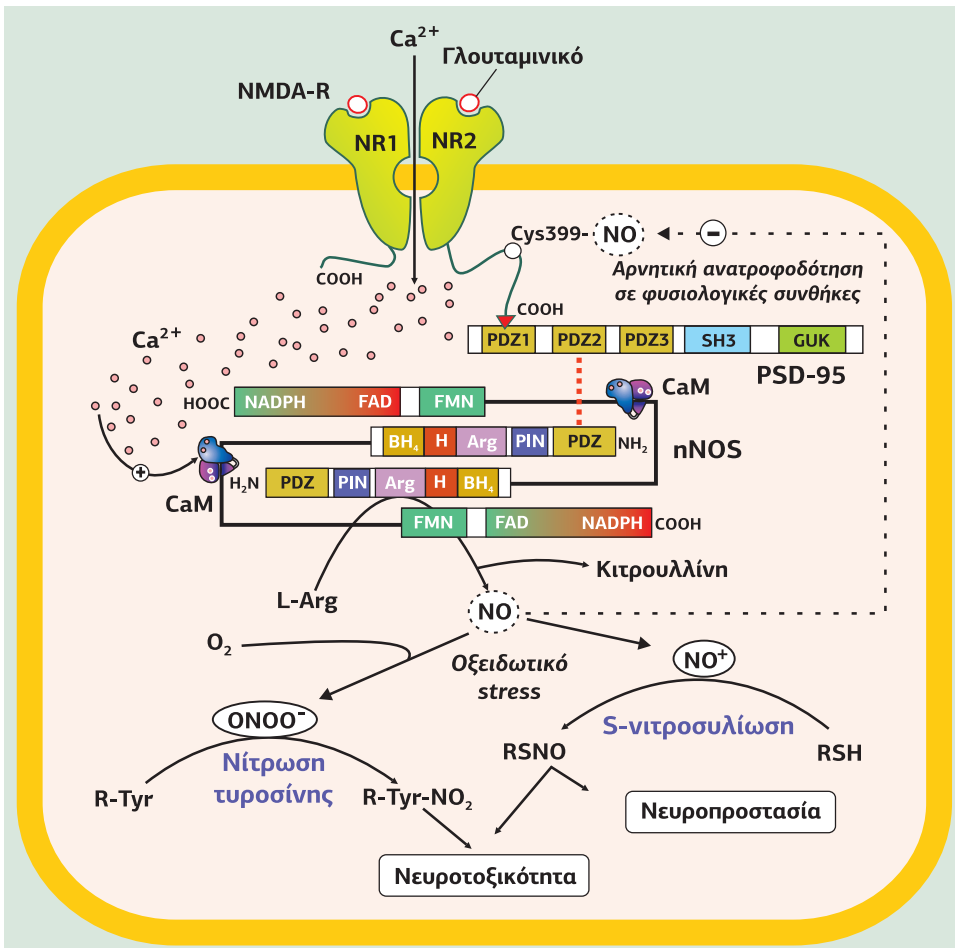 Ca²⁺
Γλουταμινικό
NMDA-R
NR1
NR2
Cys399-
NO
−
Αρνητική ανατροφοδότηση
σε φυσιολογικές συνθήκες
COOH
COOH
Ca²⁺
PDZ1 PDZ2 PDZ3 SH3 GUK
PSD-95
CaM
HOOC NADPH FAD FMN
BH₄ H Arg PIN PDZ NH₂
nNOS
+
H₂N PDZ PIN Arg H BH₄
CaM
FMN FAD NADPH COOH
Κιτρουλλίνη
L-Arg
NO
O₂
Οξειδωτικό
stress
NO⁺
ONOO⁻
S-νιτροσυλίωση
Νίτρωση
τυροσίνης
RSNO
RSH
R-Tyr
R-Tyr-NO₂
Νευροπροστασία
Νευροτοξικότητα